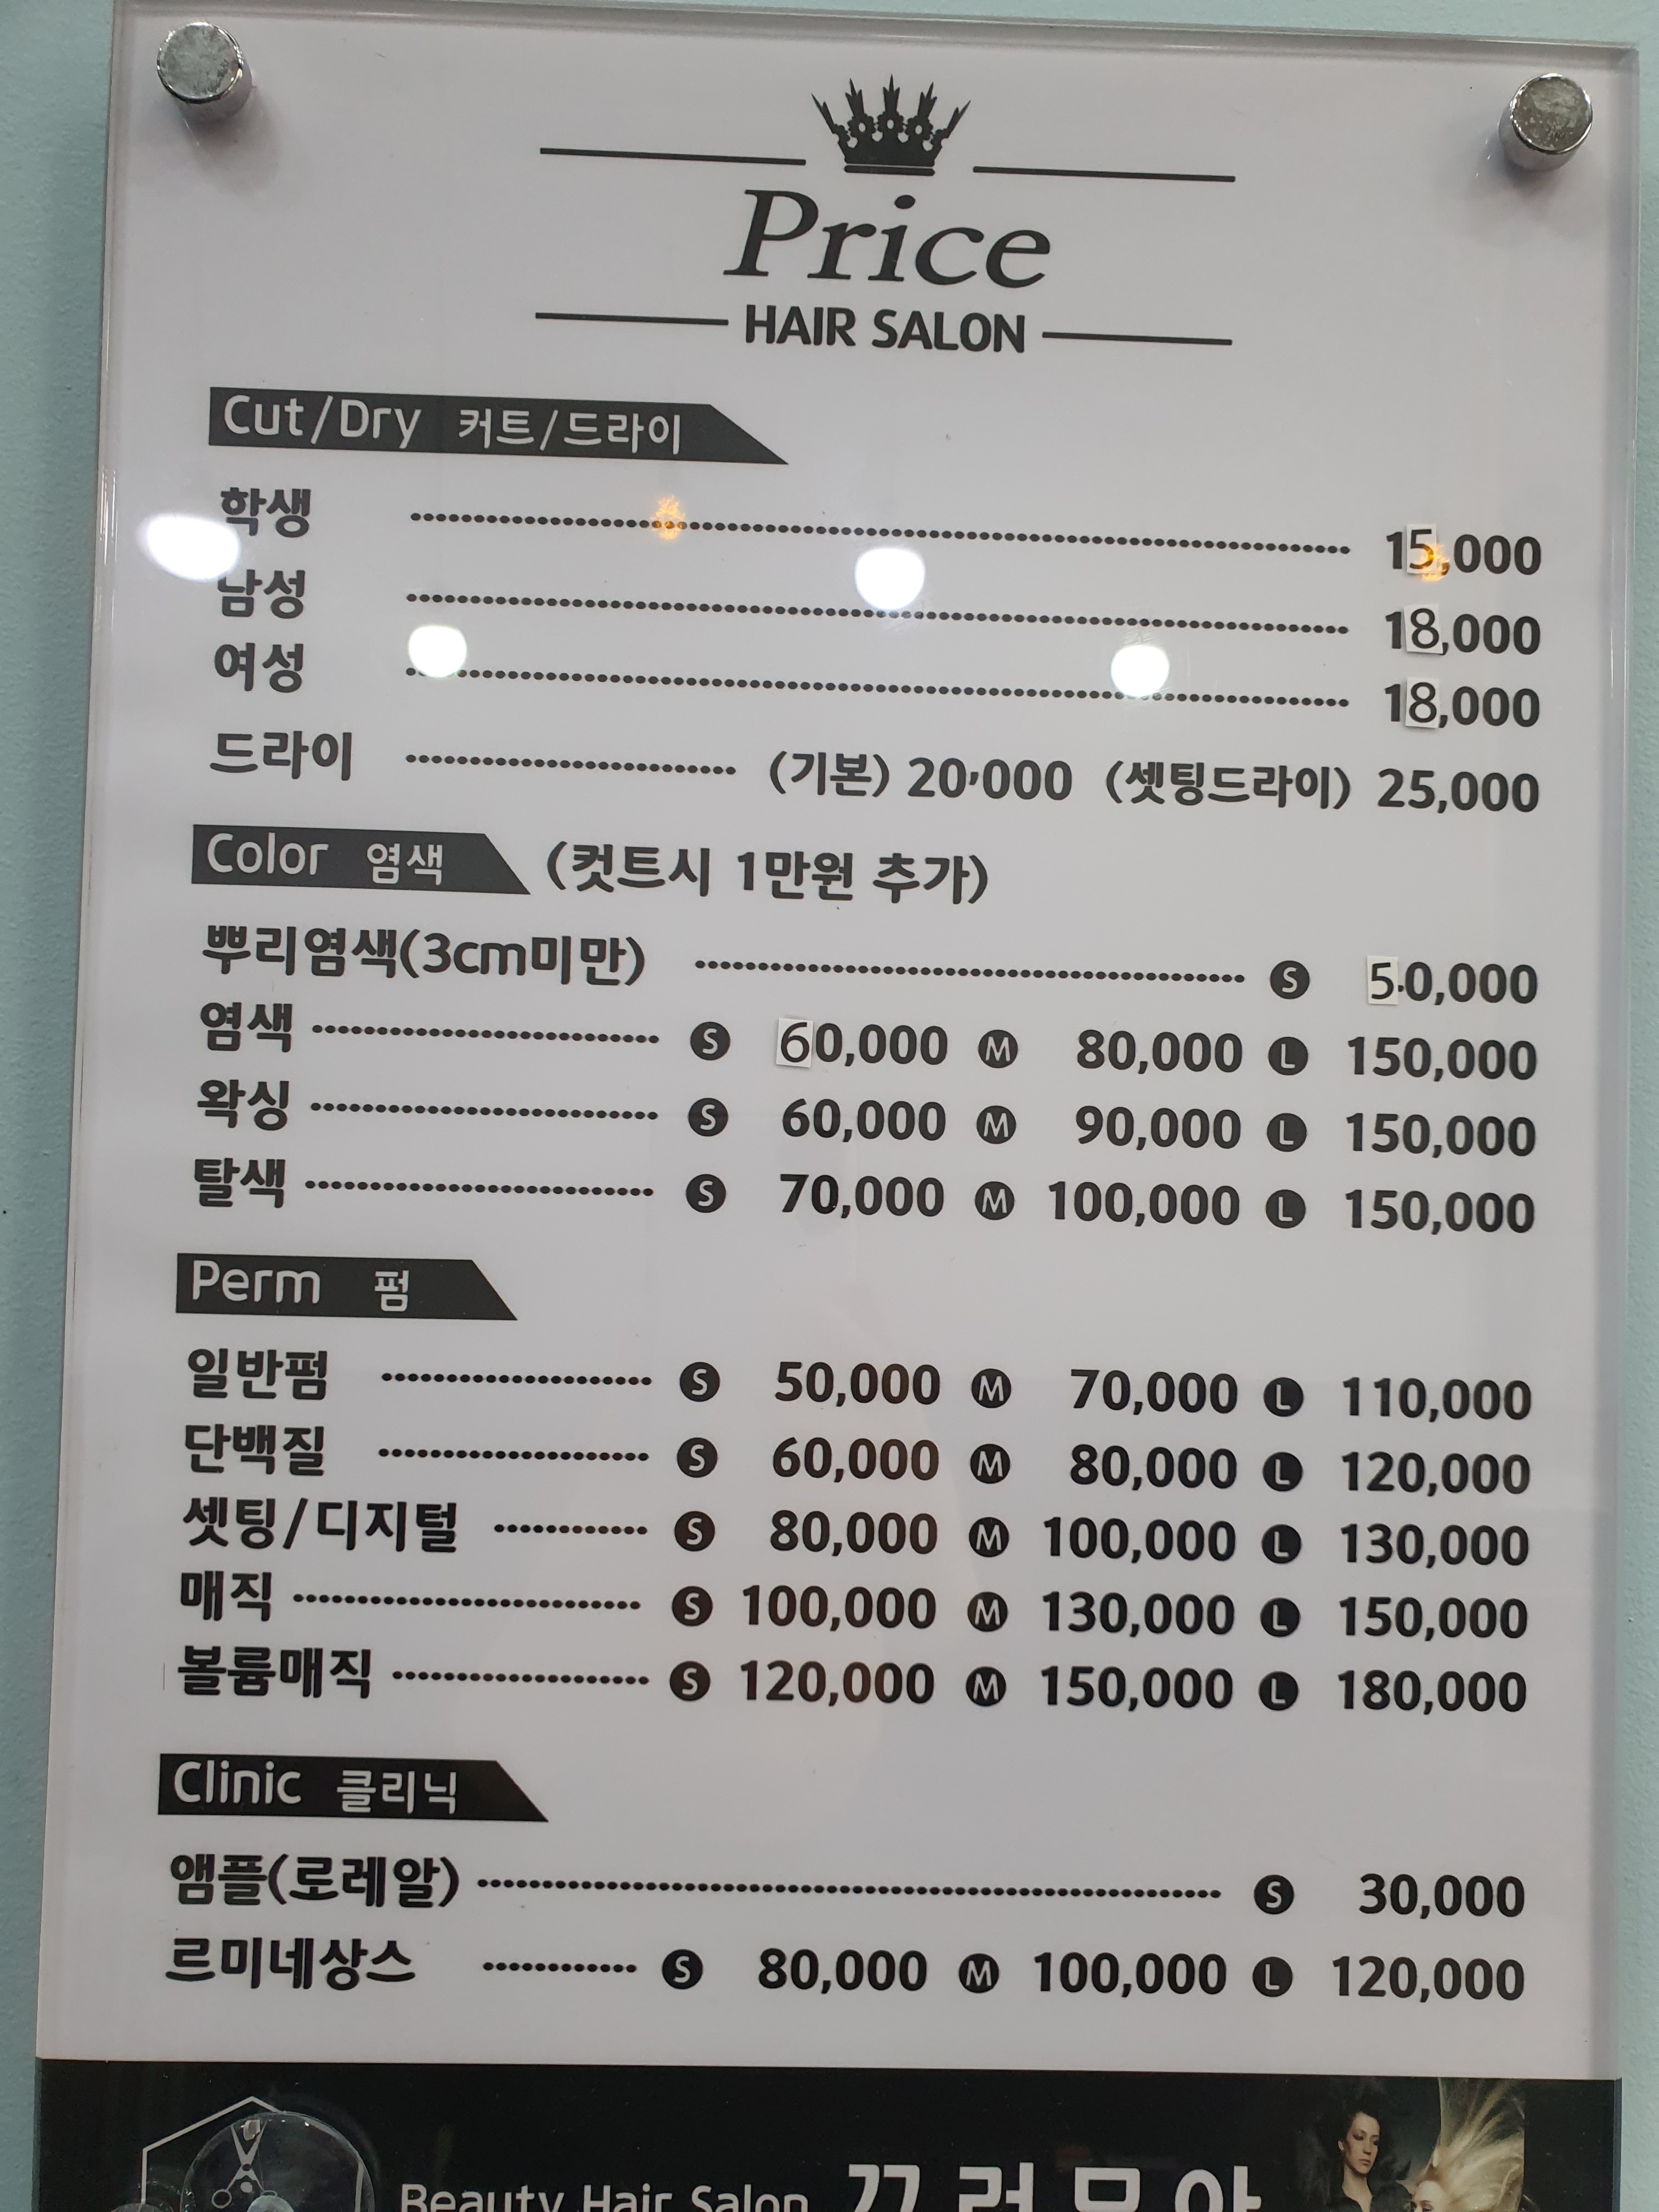 Price
HAIR SALON
Cut/Dry 커트/드라이
학생 15,000
남성 18,000
여성 18,000
드라이 (기본) 20,000 (셋팅드라이) 25,000
Color 염색 (컷트시 1만원 추가)
뿌리염색(3cm미만) S 50,000
염색 S 60,000 M 80,000 L 150,000
왁싱 S 60,000 M 90,000 L 150,000
탈색 S 70,000 M 100,000 L 150,000
Perm 펌
일반펌 S 50,000 M 70,000 L 110,000
단백질 S 60,000 M 80,000 L 120,000
셋팅/디지털 S 80,000 M 100,000 L 130,000
매직 S 100,000 M 130,000 L 150,000
볼륨매직 S 120,000 M 150,000 L 180,000
Clinic 클리닉
앰플(로레알) S 30,000
르미네상스 S 80,000 M 100,000 L 120,000
Beauty Hair Salon